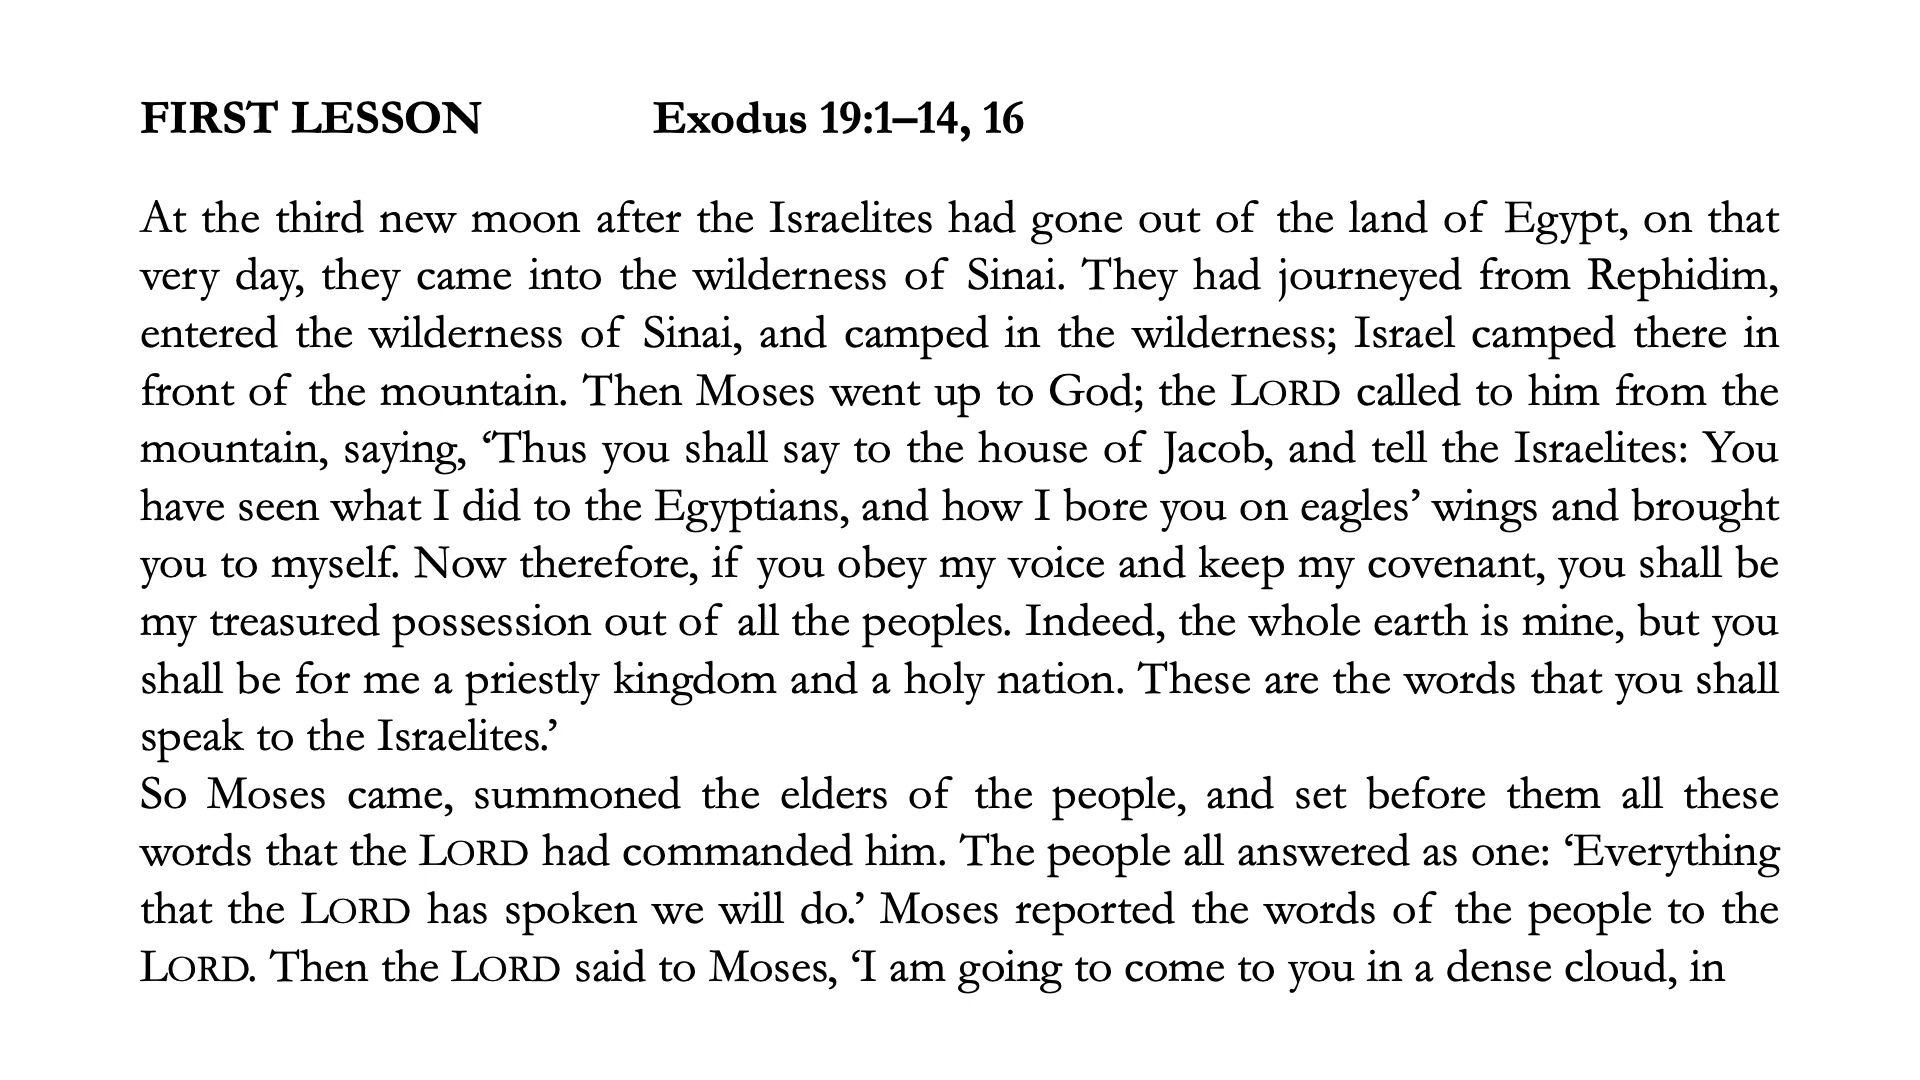 FIRST LESSON Exodus 19:1–14, 16
At the third new moon after the Israelites had gone out of the land of Egypt, on that
very day, they came into the wilderness of Sinai. They had journeyed from Rephidim,
entered the wilderness of Sinai, and camped in the wilderness; Israel camped there in
front of the mountain. Then Moses went up to God; the LORD called to him from the
mountain, saying, ‘Thus you shall say to the house of Jacob, and tell the Israelites: You
have seen what I did to the Egyptians, and how I bore you on eagles’ wings and brought
you to myself. Now therefore, if you obey my voice and keep my covenant, you shall be
my treasured possession out of all the peoples. Indeed, the whole earth is mine, but you
shall be for me a priestly kingdom and a holy nation. These are the words that you shall
speak to the Israelites.’
So Moses came, summoned the elders of the people, and set before them all these
words that the LORD had commanded him. The people all answered as one: ‘Everything
that the LORD has spoken we will do.’ Moses reported the words of the people to the
LORD. Then the LORD said to Moses, ‘I am going to come to you in a dense cloud, in